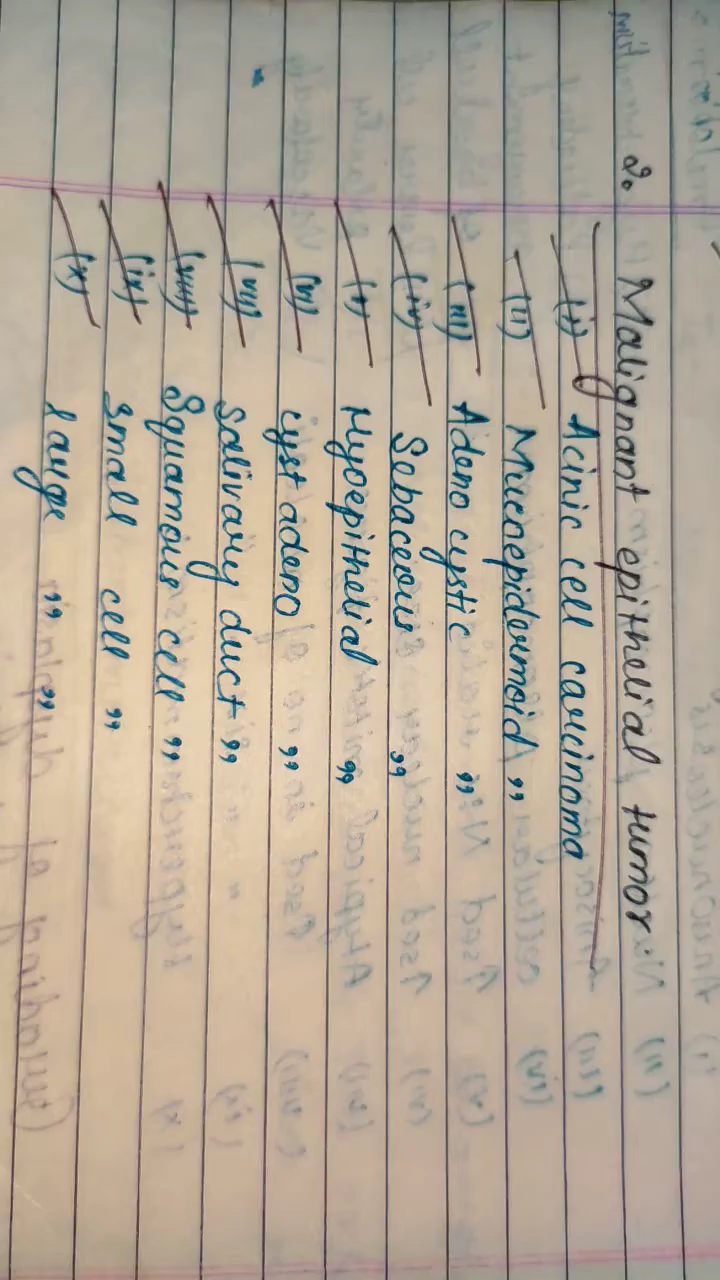 2. Malignant epithelial tumor.
(i) Acinic cell carcinoma
(ii) Mucoepidermoid ,,
(iii) Adeno cystic ,,
(iv) Sebaceous ,,
(v) Myoepithelial ,,
(vi) cyst adeno ,,
(vii) Salivary duct ,,
(viii) Squamous cell ,,
(ix) small cell ,,
(x) large ,, ,,